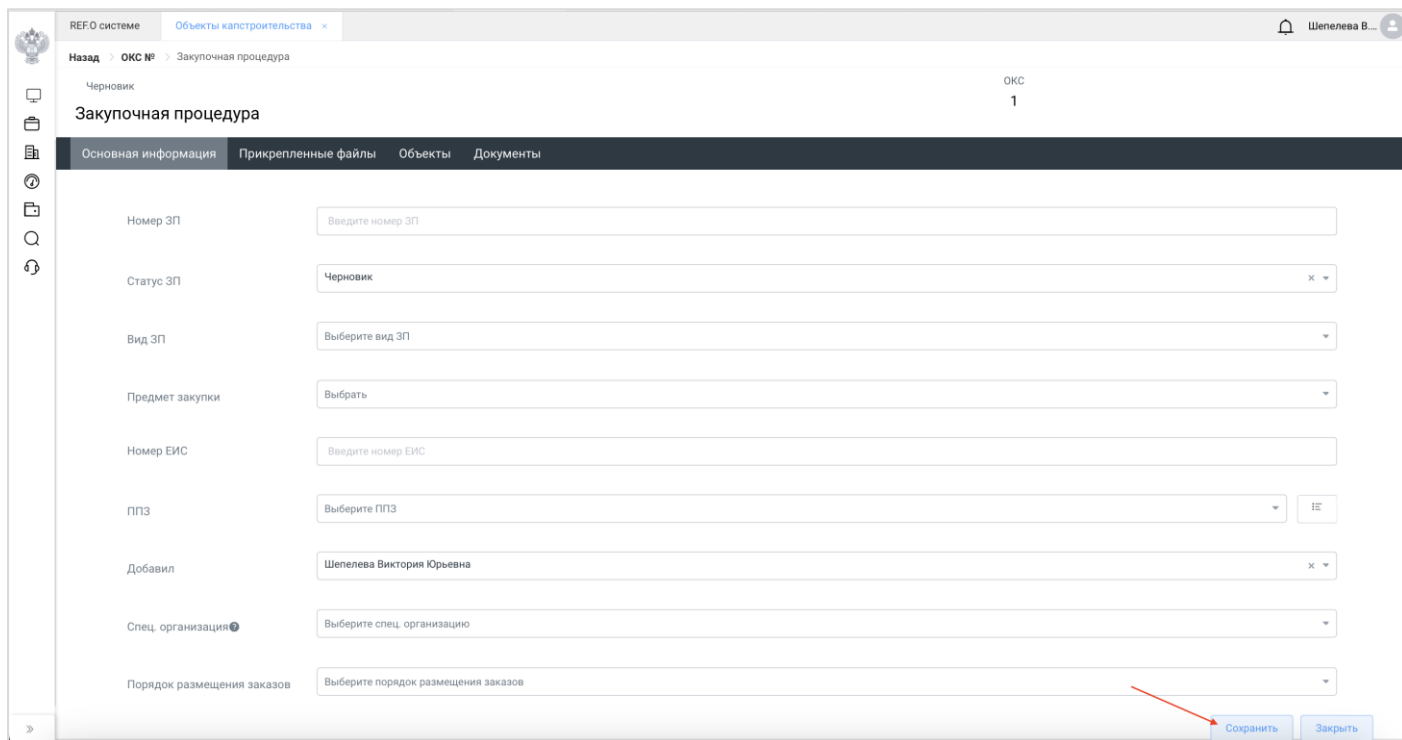 REF.О системе
Объекты капстроительства ×
Шепелева В....
Назад > ОКС № > Закупочная процедура
Черновик
ОКС
Закупочная процедура
1
Основная информация Прикрепленные файлы Объекты Документы
Номер ЗП Введите номер ЗП
Статус ЗП Черновик ×
Вид ЗП Выберите вид ЗП
Предмет закупки Выбрать
Номер ЕИС Введите номер ЕИС
ППЗ Выберите ППЗ
Добавил Шепелева Виктория Юрьевна ×
Спец. организация? Выберите спец. организацию
Порядок размещения заказов Выберите порядок размещения заказов
Сохранить Закрыть